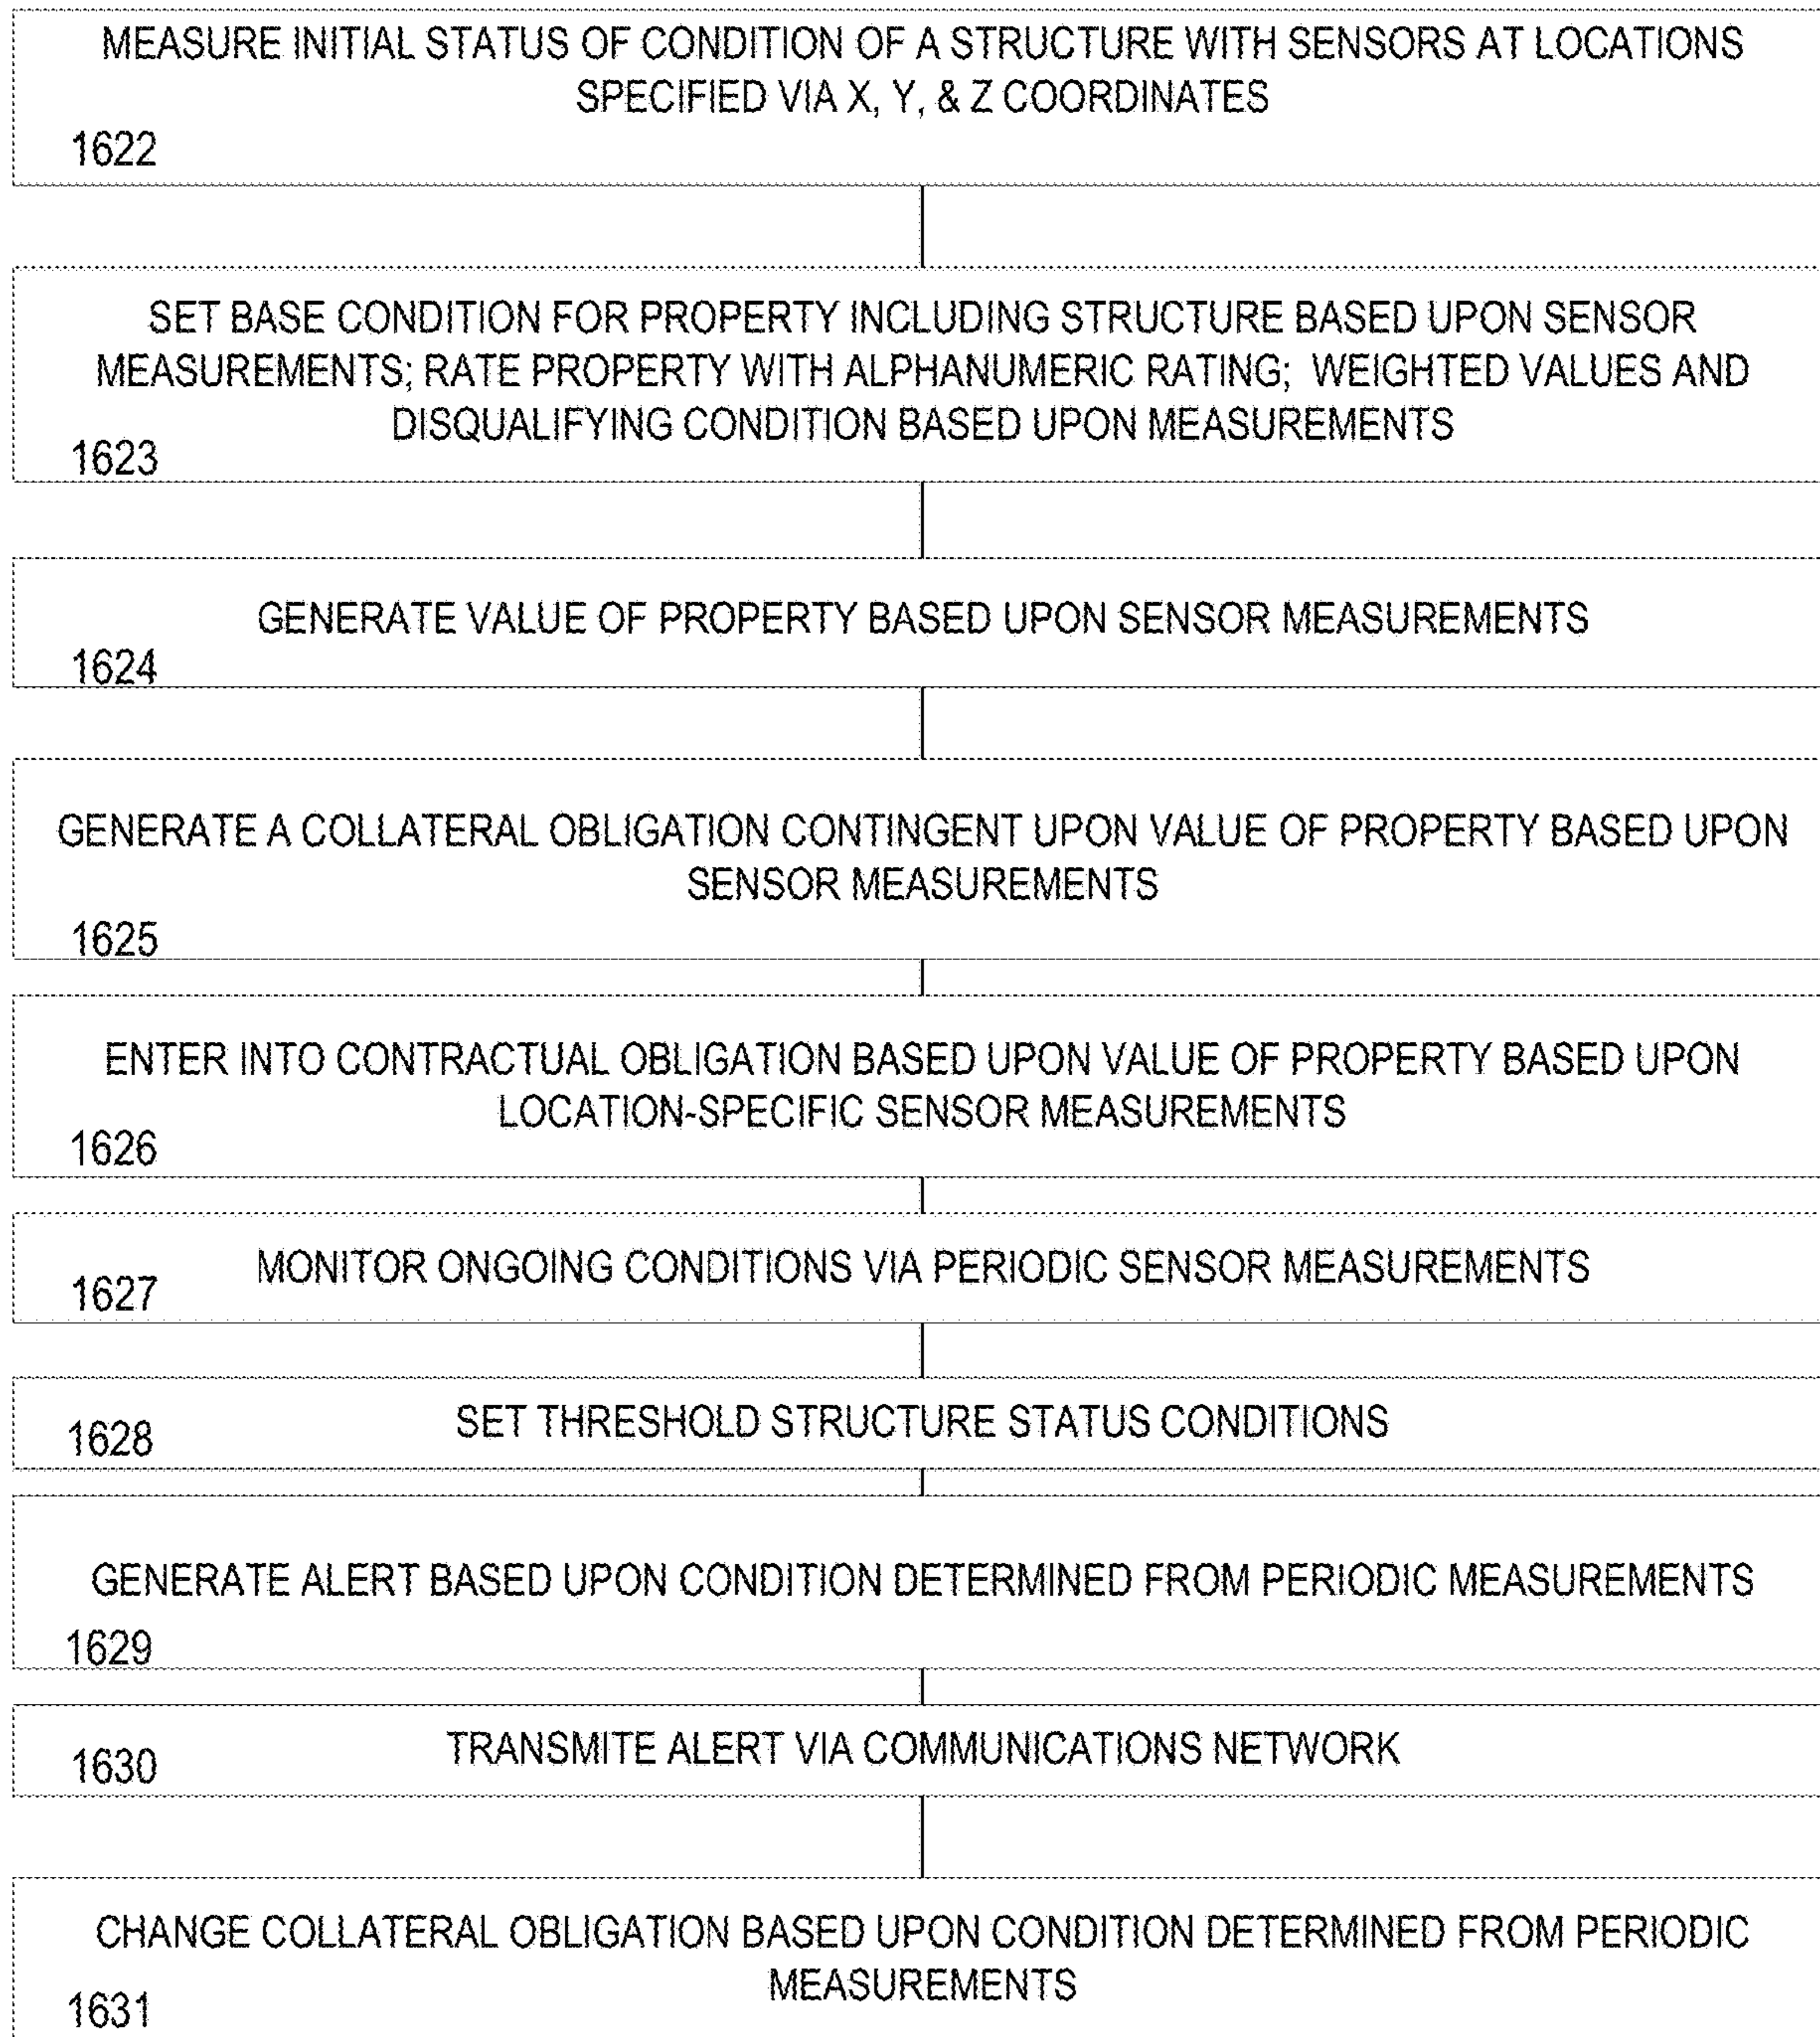 MEASURE INITIAL STATUS OF CONDITION OF A STRUCTURE WITH SENSORS AT LOCATIONS
SPECIFIED VIA X, Y, & Z COORDINATES
1622
SET BASE CONDITION FOR PROPERTY INCLUDING STRUCTURE BASED UPON SENSOR
MEASUREMENTS; RATE PROPERTY WITH ALPHANUMERIC RATING; WEIGHTED VALUES AND
DISQUALIFYING CONDITION BASED UPON MEASUREMENTS
1623
GENERATE VALUE OF PROPERTY BASED UPON SENSOR MEASUREMENTS
1624
GENERATE A COLLATERAL OBLIGATION CONTINGENT UPON VALUE OF PROPERTY BASED UPON
SENSOR MEASUREMENTS
1625
ENTER INTO CONTRACTUAL OBLIGATION BASED UPON VALUE OF PROPERTY BASED UPON
LOCATION-SPECIFIC SENSOR MEASUREMENTS
1626
MONITOR ONGOING CONDITIONS VIA PERIODIC SENSOR MEASUREMENTS
1627
SET THRESHOLD STRUCTURE STATUS CONDITIONS
1628
GENERATE ALERT BASED UPON CONDITION DETERMINED FROM PERIODIC MEASUREMENTS
1629
TRANSMITE ALERT VIA COMMUNICATIONS NETWORK
1630
CHANGE COLLATERAL OBLIGATION BASED UPON CONDITION DETERMINED FROM PERIODIC
MEASUREMENTS
1631